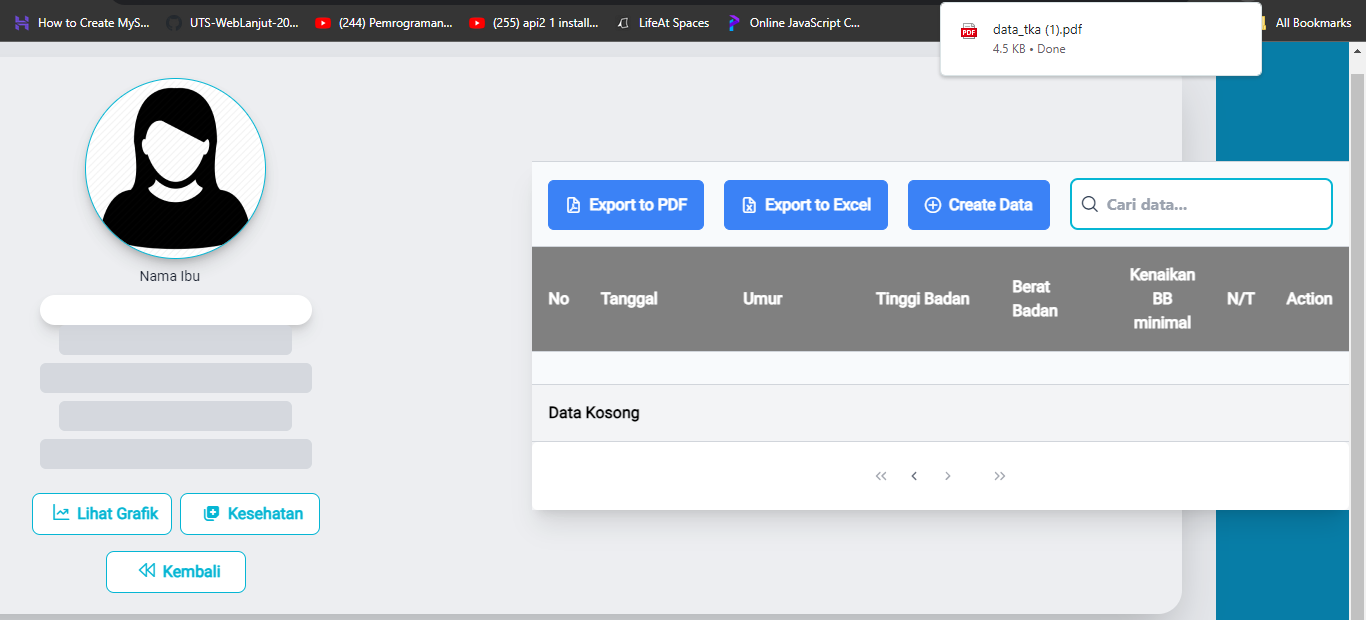 How to Create MyS...
UTS-WebLanjut-20...
(244) Pemrograman...
(255) api2 1 install...
LifeAt Spaces
Online JavaScript C...
All Bookmarks
PDF
data_tka (1).pdf
4.5 KB • Done
Nama Ibu
Lihat Grafik
Kesehatan
Kembali
Export to PDF
Export to Excel
Create Data
Cari data...
No
Tanggal
Umur
Tinggi Badan
Berat
Badan
Kenaikan
BB
minimal
N/T
Action
Data Kosong